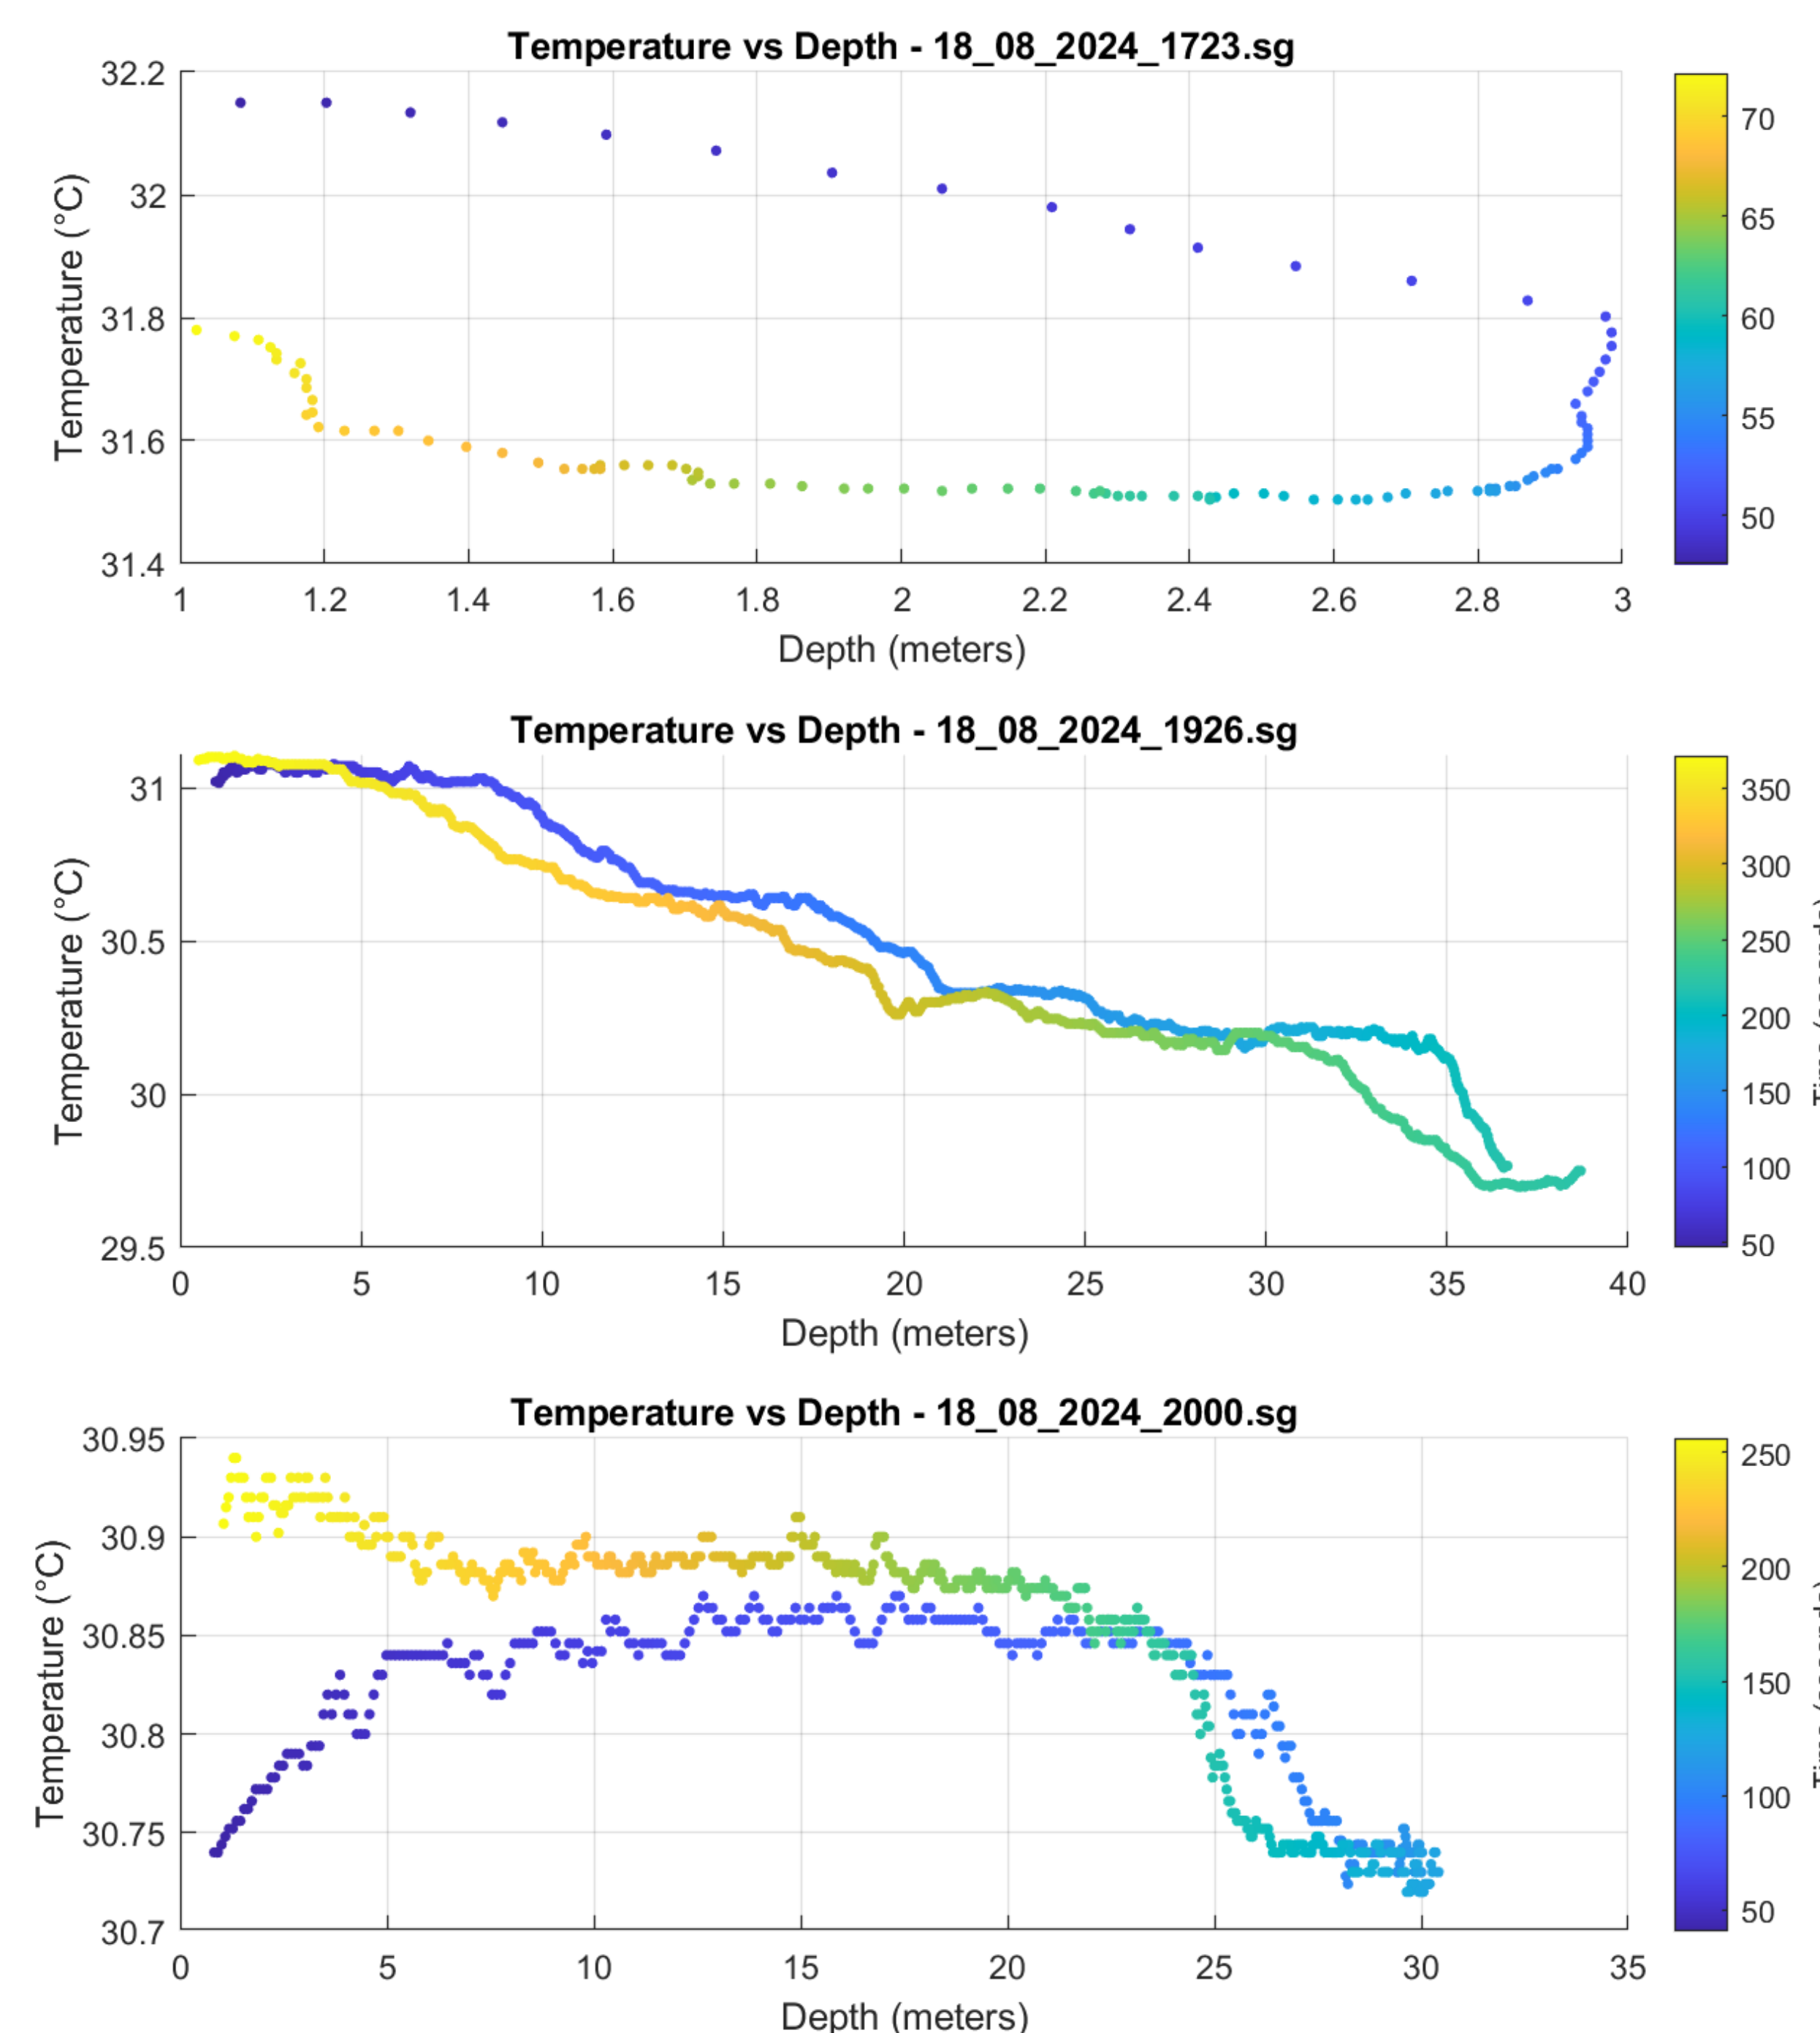 Temperature vs Depth - 18_08_2024_1723.sg
32.2
32
31.8
31.6
31.4
Temperature (°C)
1 1.2 1.4 1.6 1.8 2 2.2 2.4 2.6 2.8 3
Depth (meters)
70
65
60
55
50
Temperature vs Depth - 18_08_2024_1926.sg
31
30.5
30
29.5
Temperature (°C)
0 5 10 15 20 25 30 35 40
Depth (meters)
350
300
250
200
150
100
50
Temperature vs Depth - 18_08_2024_2000.sg
30.95
30.9
30.85
30.8
30.75
30.7
Temperature (°C)
0 5 10 15 20 25 30 35
Depth (meters)
250
200
150
100
50